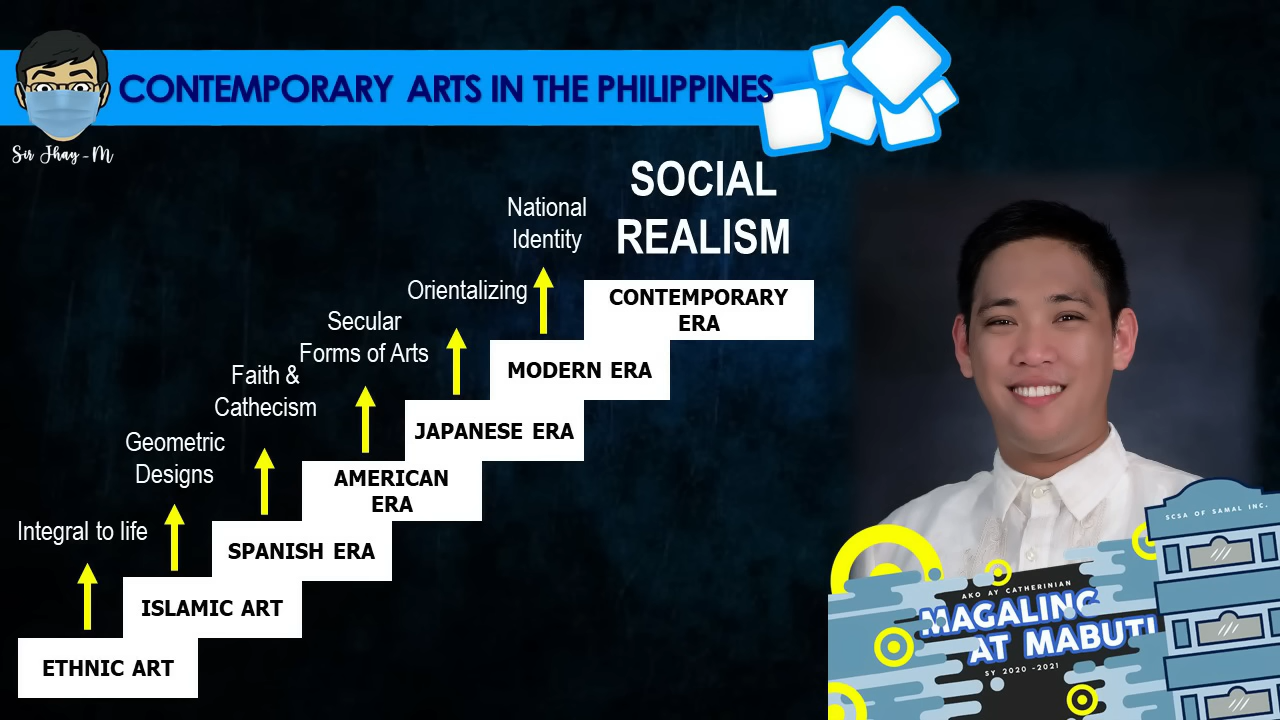 CONTEMPORARY ARTS IN THE PHILIPPINES
Sir Jhay-M
SOCIAL
REALISM
National
Identity
CONTEMPORARY
ERA
Orientalizing
MODERN ERA
Secular
Forms of Arts
JAPANESE ERA
Faith &
Cathecism
AMERICAN
ERA
Geometric
Designs
SPANISH ERA
Integral to life
ISLAMIC ART
ETHNIC ART
SCSA OF SAMAL INC.
AKO AY CATHERINIAN
MAGALING
AT MABUTI
SY 2020 -2021